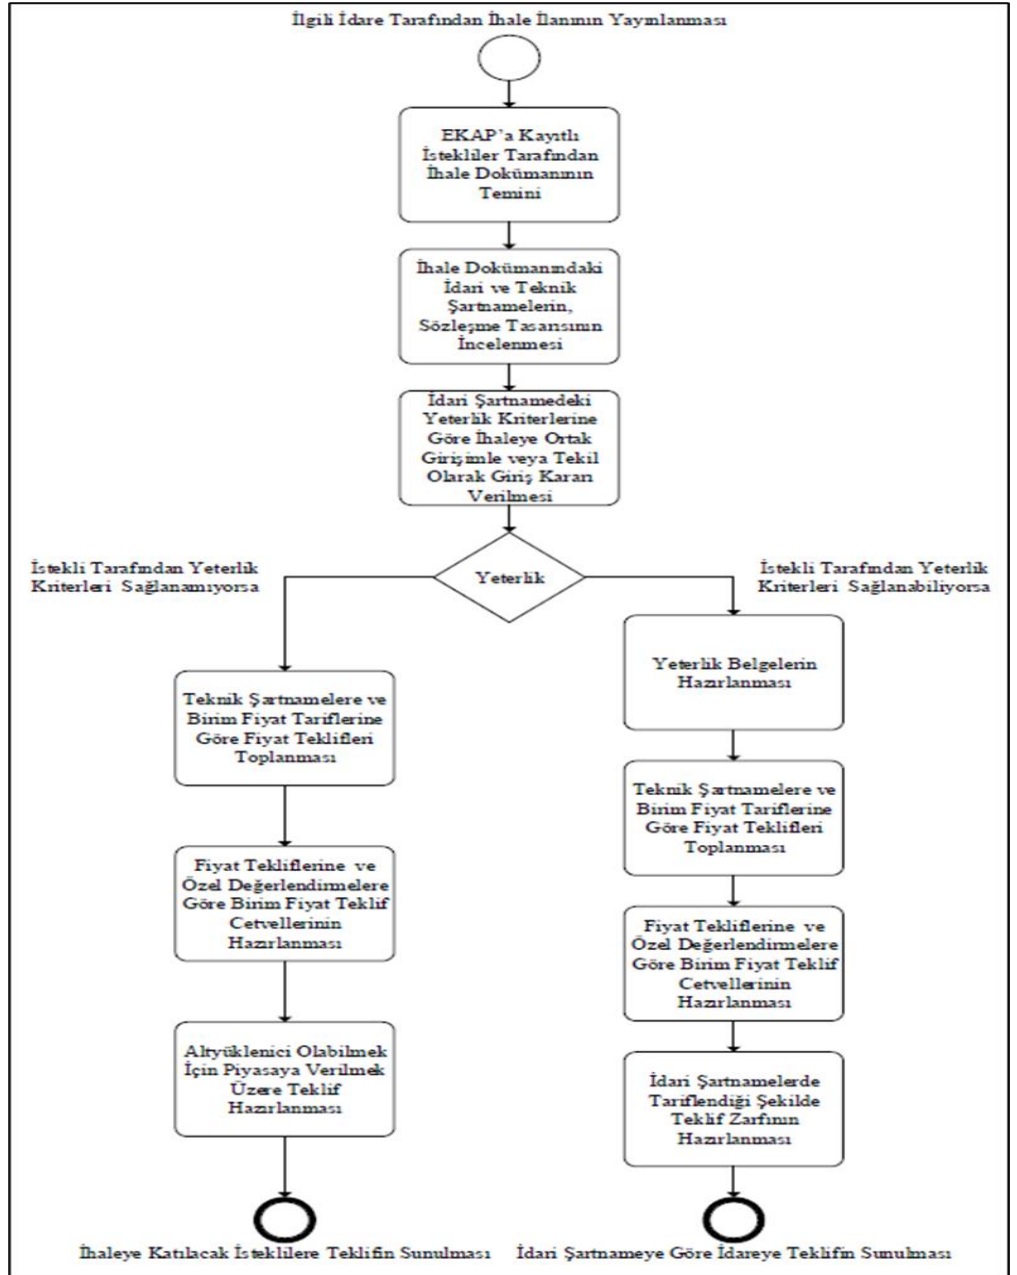 İlgili İdare Tarafından İhale İlanının Yayınlanması
EKAP'a Kayıtlı
İstekliler Tarafından
İhale Dokümanının
Temini
İhale Dokümanındaki
İdari ve Teknik
Şartnamelerin,
Sözleşme Tasarısının
İncelenmesi
İdari Şartnamedeki
Yeterlik Kriterlerine
Göre İhaleye Ortak
Girişimle veya Tekil
Olarak Giriş Kararı
Verilmesi
Yeterlik
İstekli Tarafından Yeterlik
Kriterleri Sağlanamıyorsa
İstekli Tarafından Yeterlik
Kriterleri Sağlanabiliyorsa
Teknik Şartnamelere ve
Birim Fiyat Tariflerine
Göre Fiyat Teklifleri
Toplanması
Fiyat Tekliflerine ve
Özel Değerlendirmelere
Göre Birim Fiyat Teklif
Cetvellerinin
Hazırlanması
Altyüklenici Olabilmek
İçin Piyasaya Verilmek
Üzere Teklif
Hazırlanması
İhaleye Katılacak İsteklilere Teklifin Sunulması
Yeterlik Belgelerin
Hazırlanması
Teknik Şartnamelere ve
Birim Fiyat Tariflerine
Göre Fiyat Teklifleri
Toplanması
Fiyat Tekliflerine ve
Özel Değerlendirmelere
Göre Birim Fiyat Teklif
Cetvellerinin
Hazırlanması
İdari Şartnamelerde
Tariflendiği Şekilde
Teklif Zarfının
Hazırlanması
İdari Şartnameye Göre İdareye Teklifin Sunulması